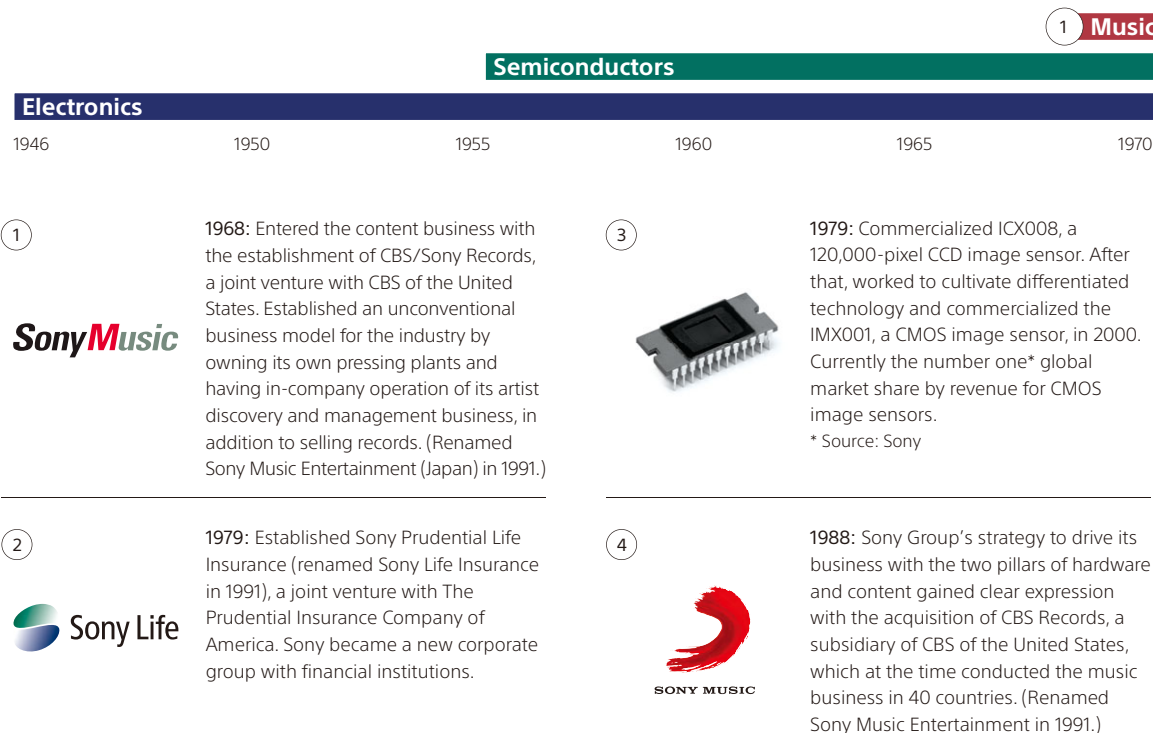 1 Music
Semiconductors
Electronics
1946 1950 1955 1960 1965 1970
1
SonyMusic
1968: Entered the content business with
the establishment of CBS/Sony Records,
a joint venture with CBS of the United
States. Established an unconventional
business model for the industry by
owning its own pressing plants and
having in-company operation of its artist
discovery and management business, in
addition to selling records. (Renamed
Sony Music Entertainment (Japan) in 1991.)
2
Sony Life
1979: Established Sony Prudential Life
Insurance (renamed Sony Life Insurance
in 1991), a joint venture with The
Prudential Insurance Company of
America. Sony became a new corporate
group with financial institutions.
3
1979: Commercialized ICX008, a
120,000-pixel CCD image sensor. After
that, worked to cultivate differentiated
technology and commercialized the
IMX001, a CMOS image sensor, in 2000.
Currently the number one* global
market share by revenue for CMOS
image sensors.
* Source: Sony
4
SONY MUSIC
1988: Sony Group's strategy to drive its
business with the two pillars of hardware
and content gained clear expression
with the acquisition of CBS Records, a
subsidiary of CBS of the United States,
which at the time conducted the music
business in 40 countries. (Renamed
Sony Music Entertainment in 1991.)